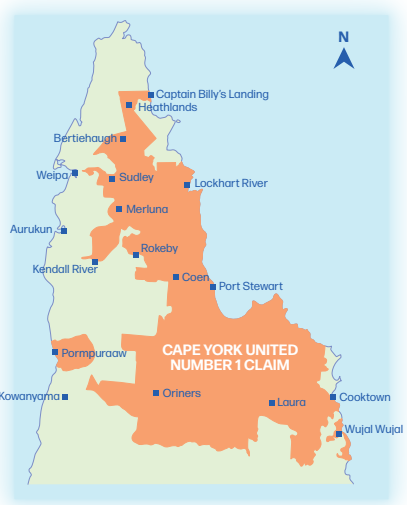 N
Captain Billy's Landing
Heathlands
Bertiehaugh
Weipa
Sudley
Lockhart River
Merluna
Aurukun
Rokeby
Kendall River
Coen
Port Stewart
CAPE YORK UNITED
NUMBER 1 CLAIM
Pormpuraaw
Oriners
Kowanyama
Laura
Cooktown
Wujal Wujal